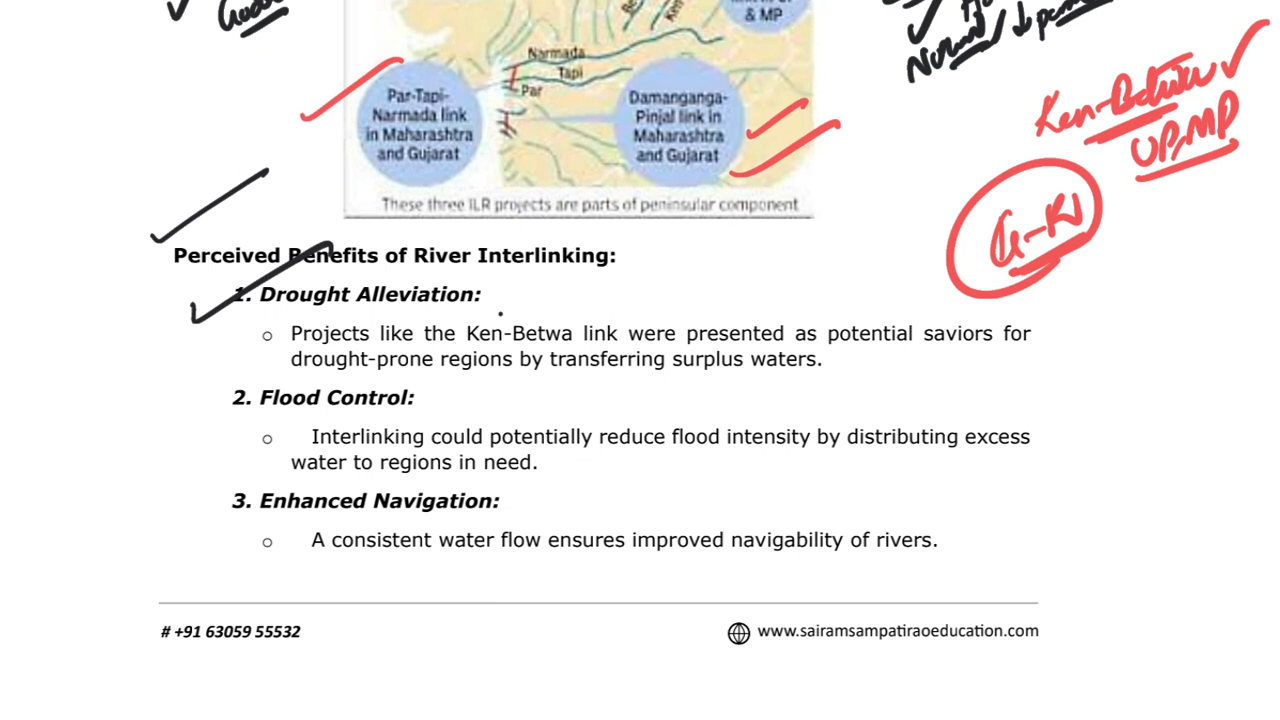 & MP
Narmada
Tapi
Par
Par-Tapi-
Narmada link
in Maharashtra
and Gujarat
Damanganga-
Pinjal link in
Maharashtra
and Gujarat
These three ILR projects are parts of peninsular component
Ken-Betwa
UP, MP
Perceived Benefits of River Interlinking:
1. Drought Alleviation:
o Projects like the Ken-Betwa link were presented as potential saviors for
drought-prone regions by transferring surplus waters.
2. Flood Control:
o Interlinking could potentially reduce flood intensity by distributing excess
water to regions in need.
3. Enhanced Navigation:
o A consistent water flow ensures improved navigability of rivers.
# +91 63059 55532
www.sairamsampatiraoeducation.com